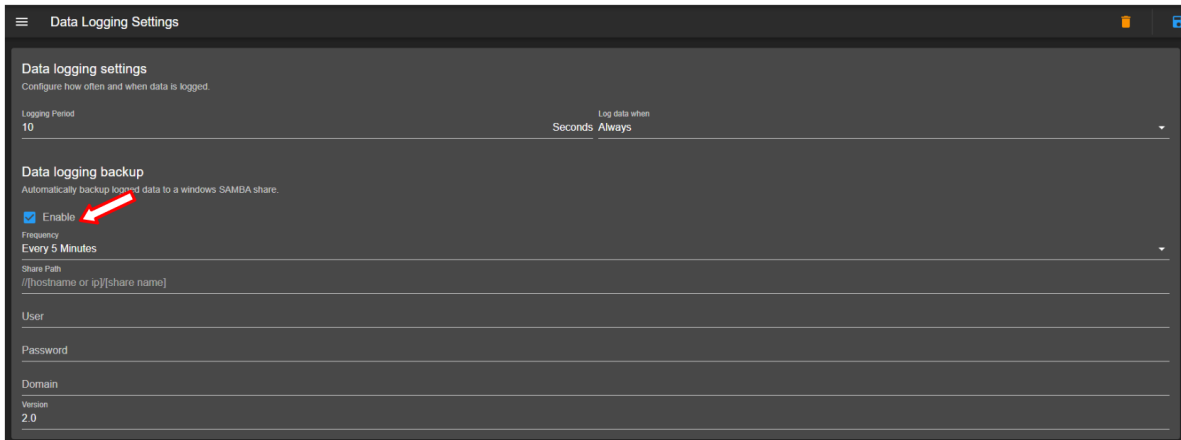 Data Logging Settings
Data logging settings
Configure how often and when data is logged.
Logging Period
Log data when
10
Seconds
Always
Data logging backup
Automatically backup logged data to a windows SAMBA share.
Enable
Frequency
Every 5 Minutes
Share Path
//[hostname or ip]/[share name]
User
Password
Domain
Version
2.0